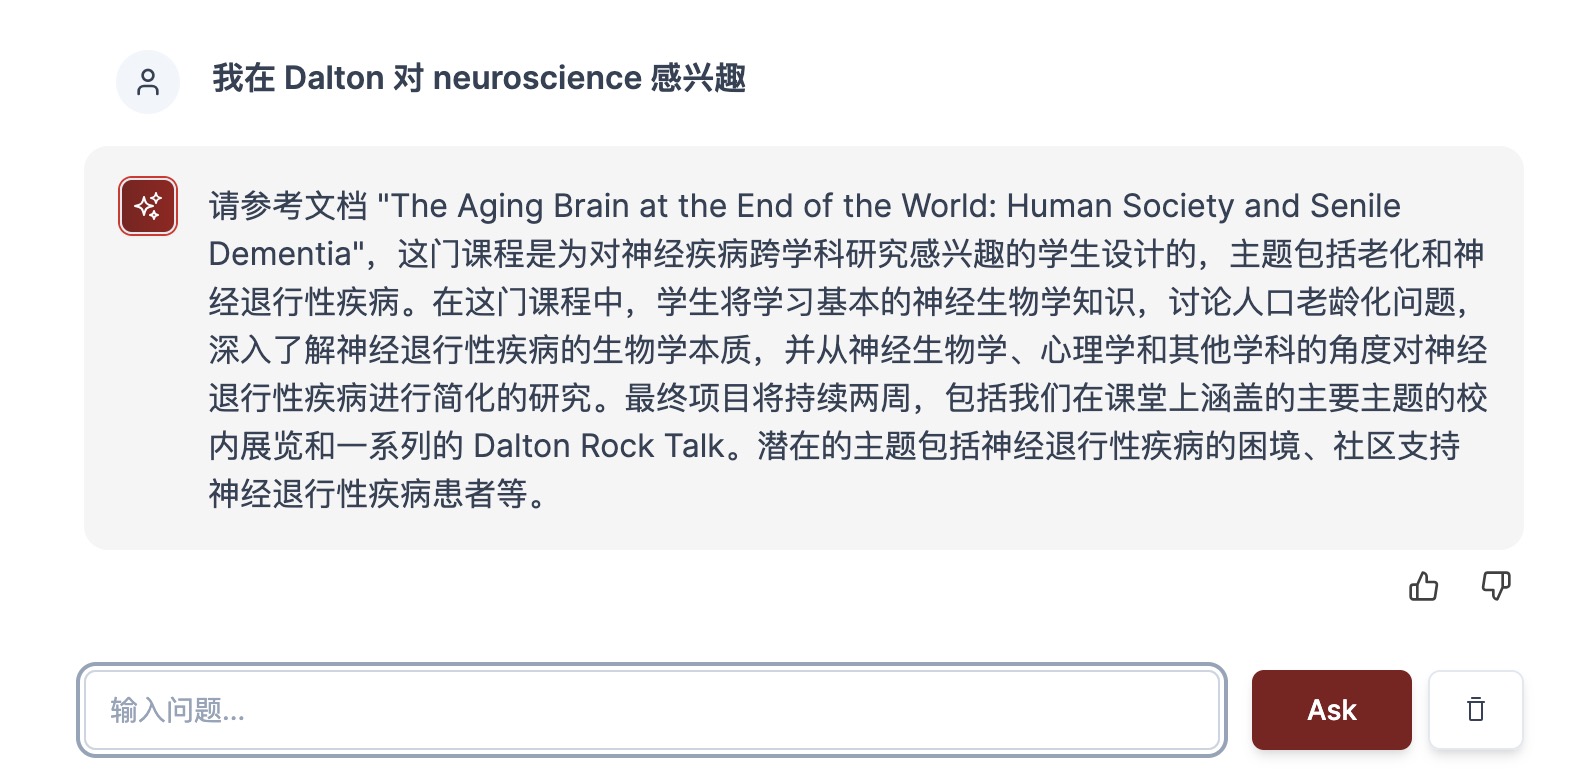 我在 Dalton 对 neuroscience 感兴趣
请参考文档 "The Aging Brain at the End of the World: Human Society and Senile
Dementia"，这门课程是为对神经疾病跨学科研究感兴趣的学生设计的，主题包括老化和神
经退行性疾病。在这门课程中，学生将学习基本的神经生物学知识，讨论人口老龄化问题，
深入了解神经退行性疾病的生物学本质，并从神经生物学、心理学和其他学科的角度对神经
退行性疾病进行简化的研究。最终项目将持续两周，包括我们在课堂上涵盖的主要主题的校
内展览和一系列的 Dalton Rock Talk。潜在的主题包括神经退行性疾病的困境、社区支持
神经退行性疾病患者等。
输入问题...
Ask